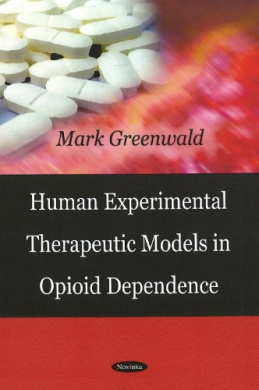 Mark Greenwald
Human Experimental
Therapeutic Models in
Opioid Dependence
Novinka